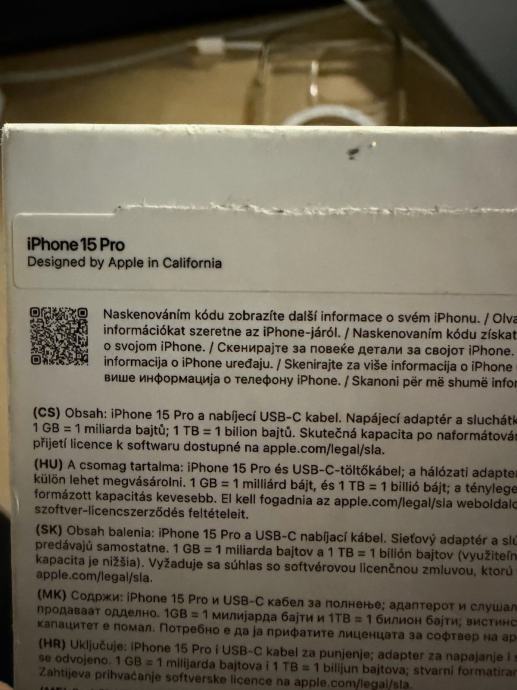 iPhone 15 Pro
Designed by Apple in California
Naskenováním kódu zobrazíte další informace o svém iPhonu. / Olva
információkat szeretne az iPhone-járól. / Naskenovaním kódu získat
o svojom iPhone. / Скенирајте за повеќе детали за својот iPhone.
informacija o iPhone uređaju. / Skenirajte za više informacija o iPhone
више информација о телефону iPhone. / Skanoni për më shumë infor
(CS) Obsah: iPhone 15 Pro a nabíjecí USB-C kabel. Napájecí adaptér a sluchátk
1 GB = 1 miliarda bajtů; 1 TB = 1 bilion bajtů. Skutečná kapacita po naformátován
přijetí licence k softwaru dostupné na apple.com/legal/sla.
(HU) A csomag tartalma: iPhone 15 Pro és USB-C-töltőkábel; a hálózati adapter
külön lehet megvásárolni. 1 GB = 1 milliárd bájt, és 1 TB = 1 billió bájt; a tényleges
formázott kapacitás kevesebb. El kell fogadnia az apple.com/legal/sla weboldalo
szoftver-licencszerződés feltételeit.
(SK) Obsah balenia: iPhone 15 Pro a nabíjací USB-C kábel. Sieťový adaptér a slú
predávajú samostatne. 1 GB = 1 miliarda bajtov a 1 TB = 1 bilión bajtov (využiteľn
kapacita je nižšia). Vyžaduje sa súhlas so softvérovou licenčnou zmluvou, ktorú
apple.com/legal/sla.
(MK) Содржи: iPhone 15 Pro и USB-C кабел за полнење; адаптерот и слушал
продаваат одделно. 1GB = 1 милијарда бајти и 1TB = 1 билион бајти; вистинс
капацитет е помал. Потребно е да ја прифатите лиценцата за софтвер на ap
(HR) Uključuje: iPhone 15 Pro i USB-C kabel za punjenje; adapter za napajanje i s
se odvojeno. 1 GB = 1 milijarda bajtova i 1 TB = 1 bilijun bajtova; stvarni formatiran
Zahtijeva prihvaćanje softverske licence na apple.com/legal/sla.